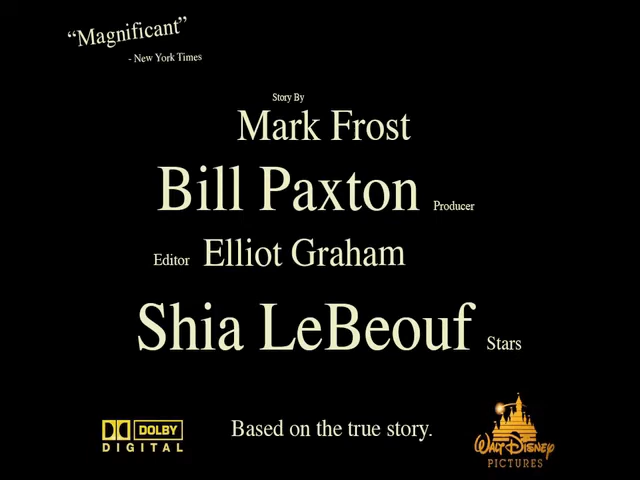 “Magnificant”
- New York Times
Story By
Mark Frost
Bill Paxton Producer
Editor Elliot Graham
Shia LeBeouf Stars
DOLBY
DIGITAL
Based on the true story.
WALT DISNEY
PICTURES